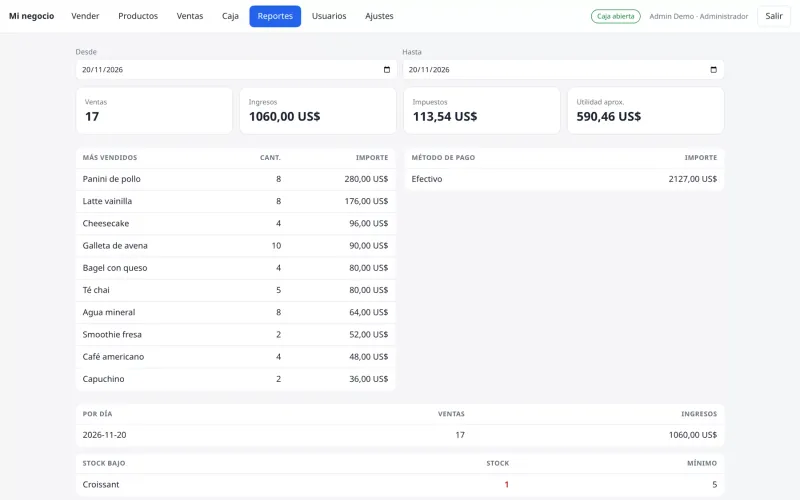 Mi negocio Vender Productos Ventas Caja Reportes Usuarios Ajustes Caja abierta Admin Demo · Administrador Salir
Desde Hasta
20/11/2026 20/11/2026
Ventas Ingresos Impuestos Utilidad aprox.
17 1060,00 US$ 113,54 US$ 590,46 US$
MÁS VENDIDOS CANT. IMPORTE MÉTODO DE PAGO IMPORTE
Panini de pollo 8 280,00 US$ Efectivo 2127,00 US$
Latte vainilla 8 176,00 US$
Cheesecake 4 96,00 US$
Galleta de avena 10 90,00 US$
Bagel con queso 4 80,00 US$
Té chai 5 80,00 US$
Agua mineral 8 64,00 US$
Smoothie fresa 2 52,00 US$
Café americano 4 48,00 US$
Capuchino 2 36,00 US$
POR DÍA VENTAS INGRESOS
2026-11-20 17 1060,00 US$
STOCK BAJO STOCK MÍNIMO
Croissant 1 5